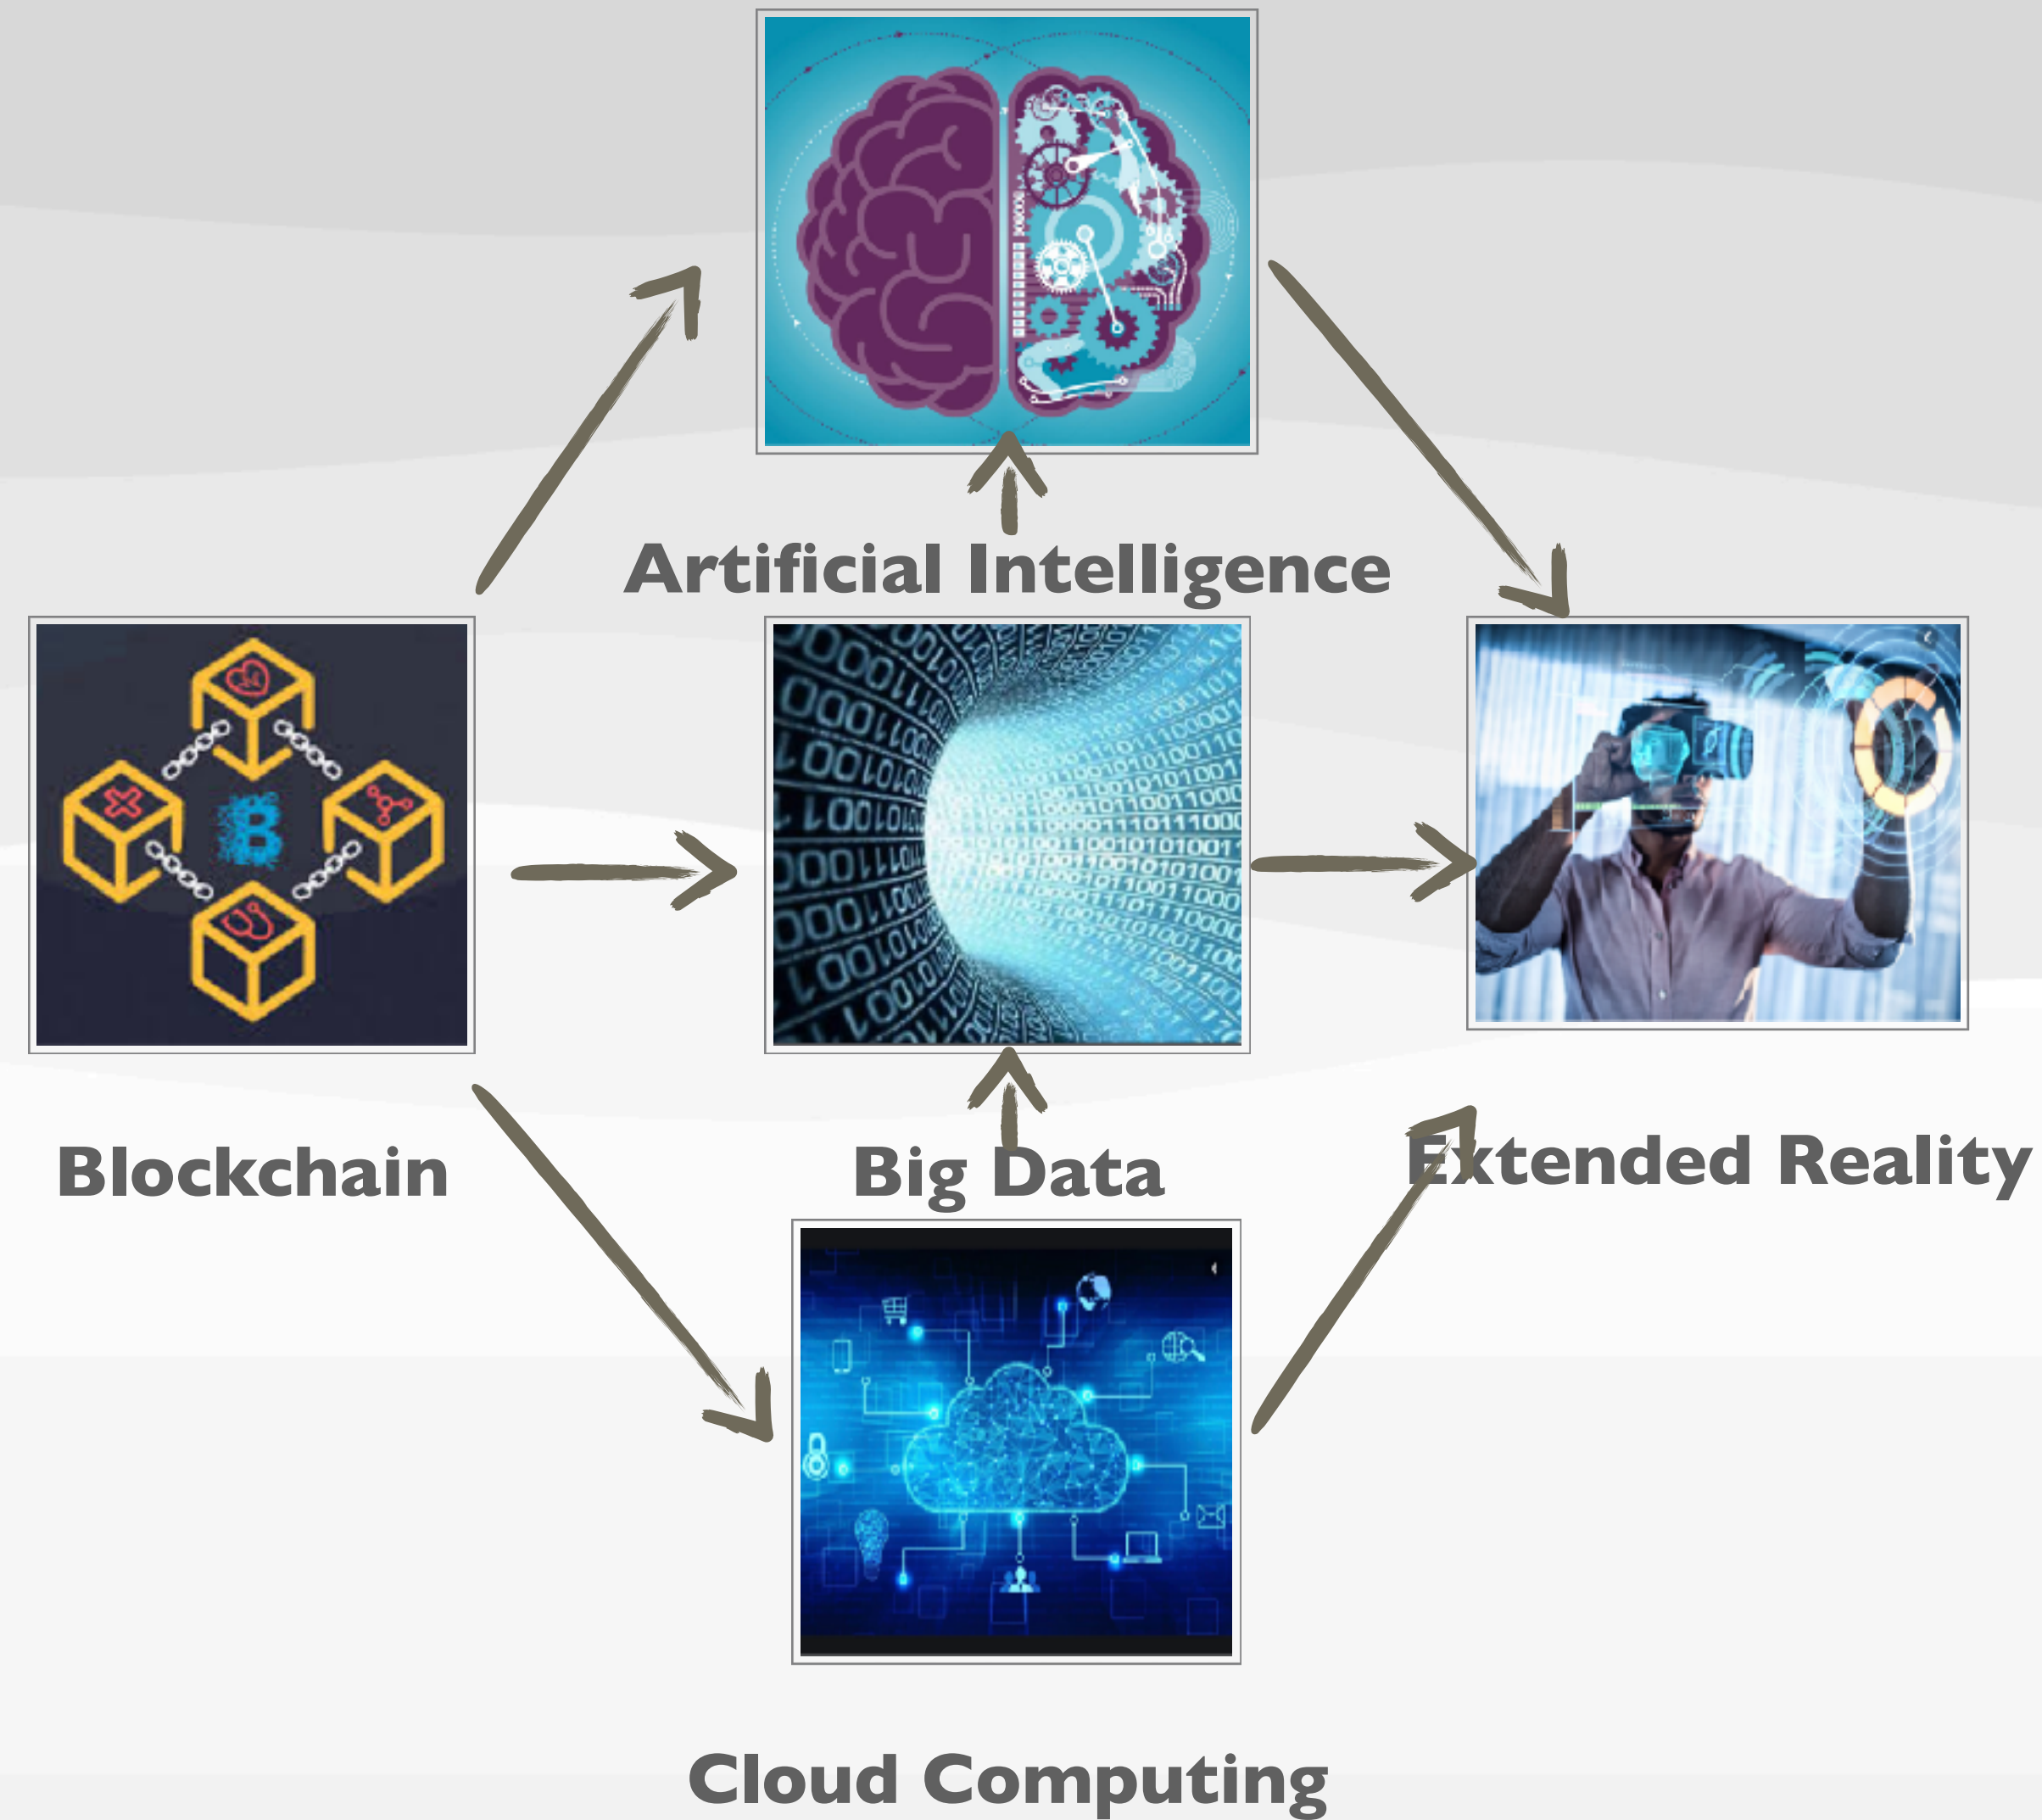 Artificial Intelligence
Blockchain
Big Data
Extended Reality
Cloud Computing